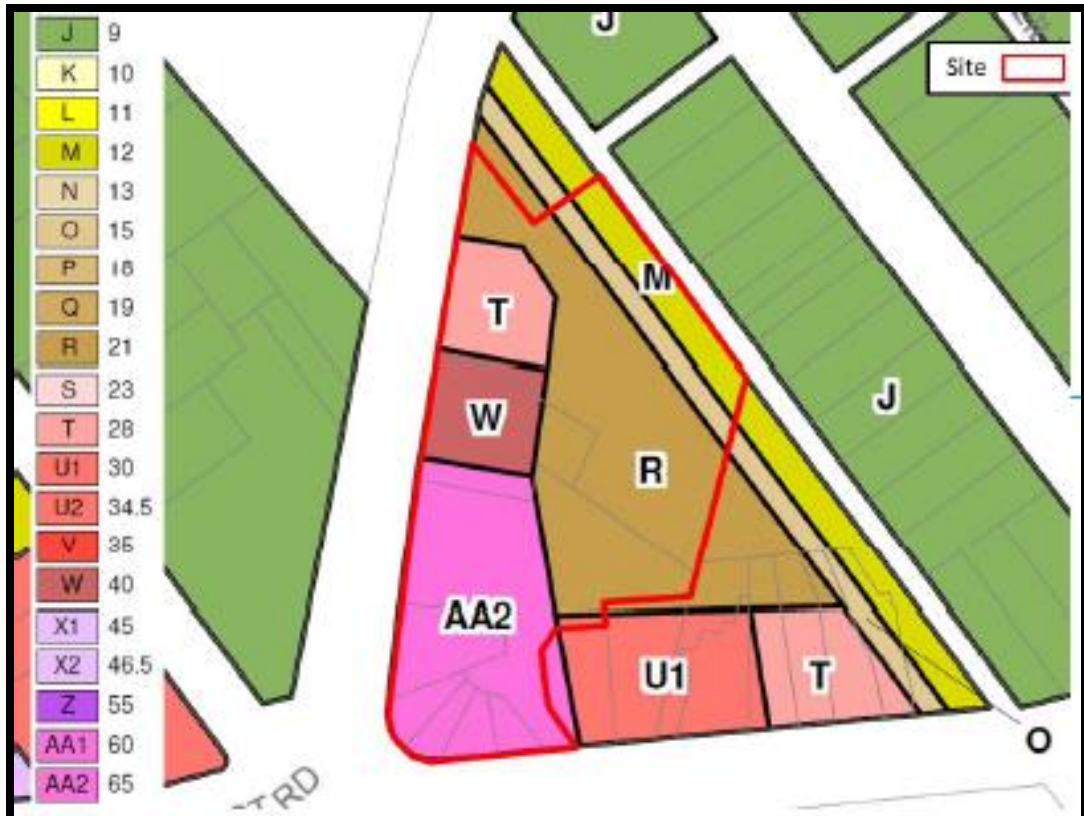 J 9
K 10
L 11
M 12
N 13
O 15
P 18
Q 19
R 21
S 23
T 28
U1 30
U2 34.5
V 36
W 40
X1 45
X2 46.5
Z 55
AA1 60
AA2 65
J
Site
M
T
J
W
R
AA2
U1
T
O
RD